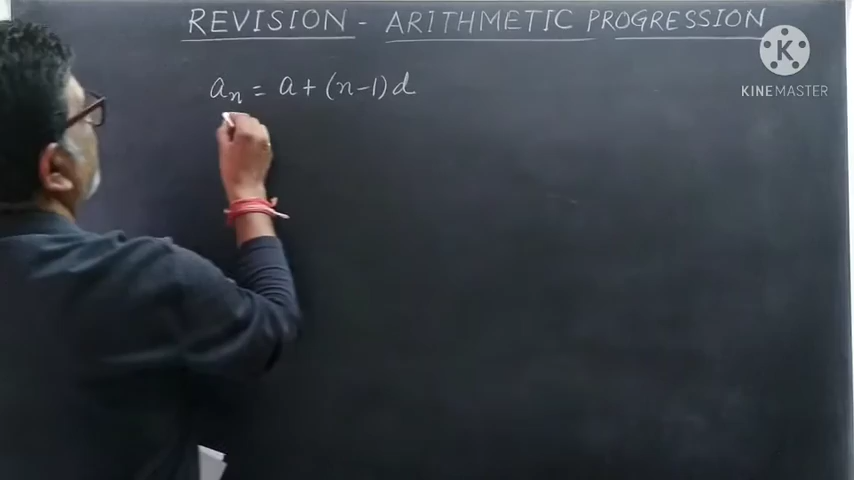 REVISION - ARITHMETIC PROGRESSION
aₙ = a + (n-1) d
KINEMASTER